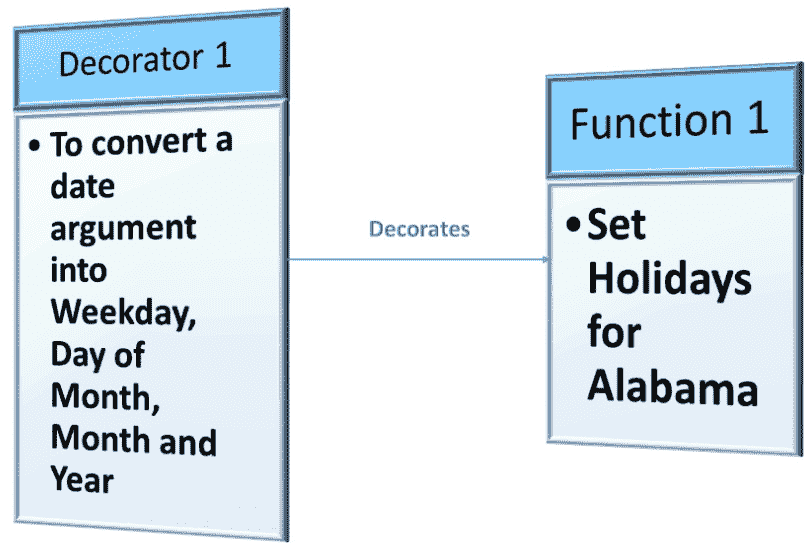 Decorator 1
• To convert a
date
argument
into
Weekday,
Day of
Month,
Month and
Year
Decorates
Function 1
• Set
Holidays
for
Alabama